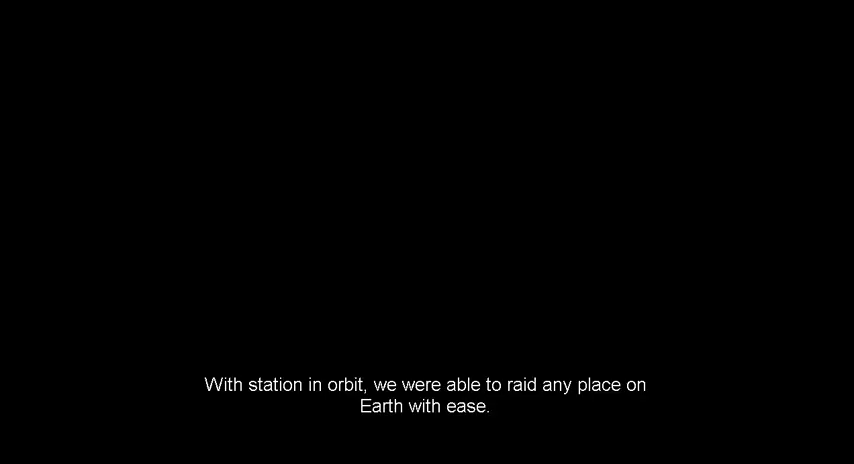 With station in orbit, we were able to raid any place on
Earth with ease.